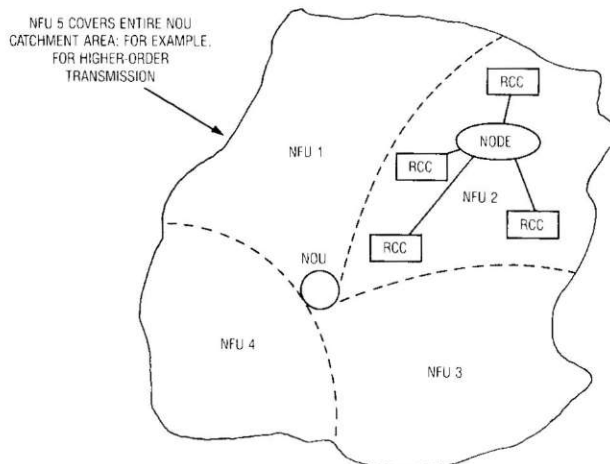 NFU 5 COVERS ENTIRE NOU
CATCHMENT AREA: FOR EXAMPLE,
FOR HIGHER-ORDER
TRANSMISSION
RCC
NODE
NFU 1
RCC
NFU 2
RCC
RCC
NOU
NFU 4
NFU 3